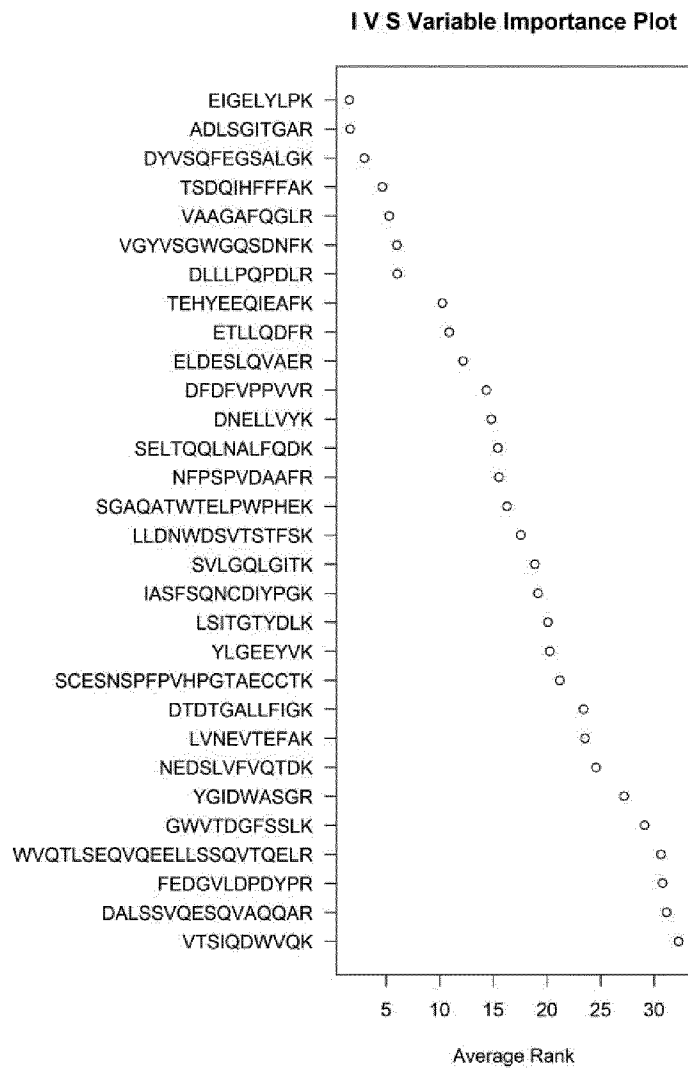 I V S Variable Importance Plot
EIGELYLPK
ADLSGITGAR
DYVSQFEGSALGK
TSDQIHFFFAK
VAAGAFQGLR
VGYVSGWGQSDNFK
DLLLPQPDLR
TEHYEEQIEAFK
ETLLQDFR
ELDESLQVAER
DFDFVPPVVR
DNELLVYK
SELTQQLNALFQDK
NFPSPVDAAFR
SGAQATWTELPWPHEK
LLDNWDSVTSTFSK
SVLGQLGITK
IASFSQNCDIYPGK
LSITGTYDLK
YLGEEYVK
SCESNSPFPVHPGTAECCTK
DTDTGALLFIGK
LVNEVTEFAK
NEDSLVFVQTDK
YGIDWASGR
GWVTDGFSSLK
WVQTLSEQVQEELLSSQVTQELR
FEDGVLDPDYPR
DALSSVQESQVAQQAR
VTSIQDWVQK
5 10 15 20 25 30
Average Rank